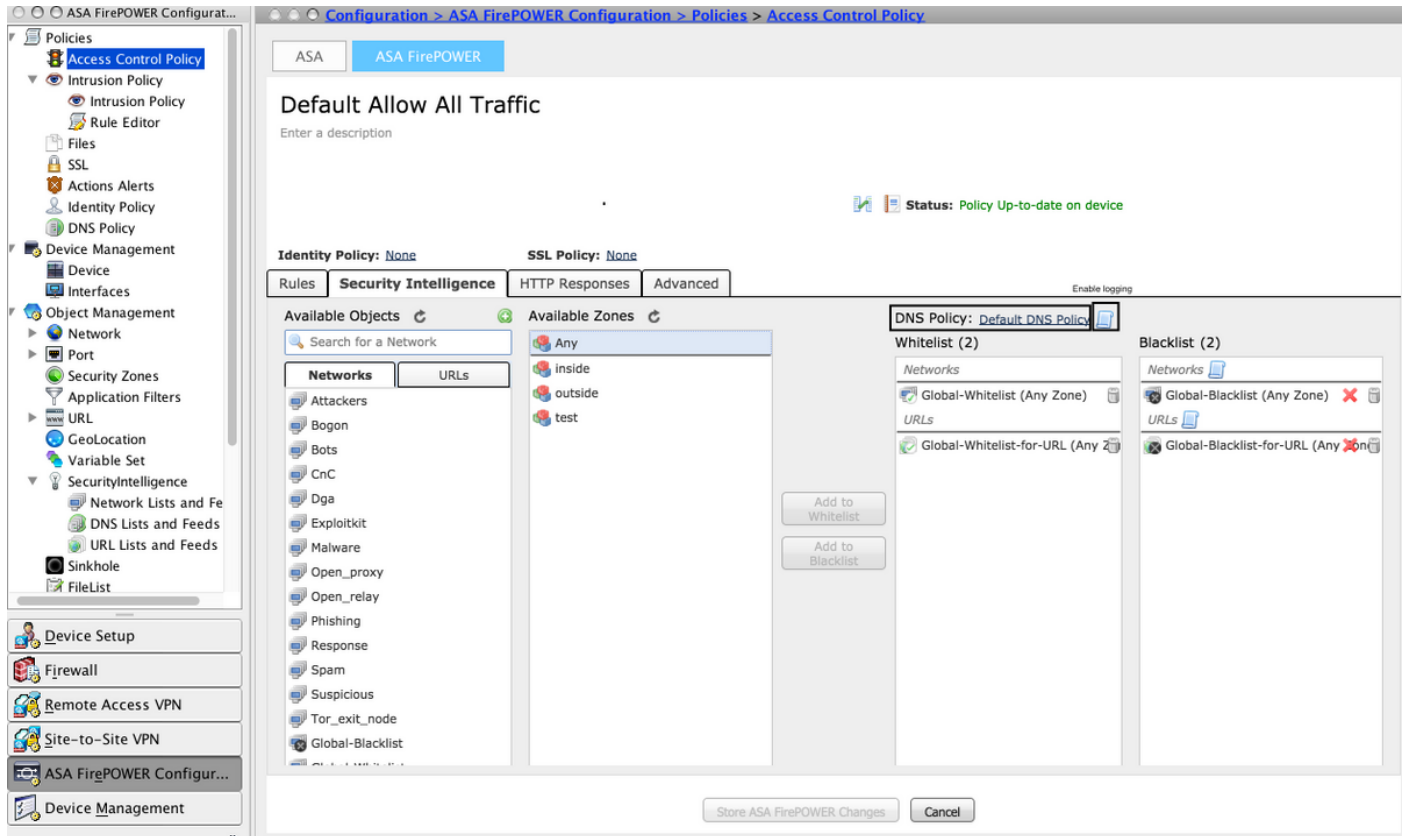 ASA FirePOWER Configurat...
Policies
Access Control Policy
Intrusion Policy
Intrusion Policy
Rule Editor
Files
SSL
Actions Alerts
Identity Policy
DNS Policy
Device Management
Device
Interfaces
Object Management
Network
Port
Security Zones
Application Filters
URL
GeoLocation
Variable Set
SecurityIntelligence
Network Lists and Fe
DNS Lists and Feeds
URL Lists and Feeds
Sinkhole
FileList
Device Setup
Firewall
Remote Access VPN
Site-to-Site VPN
ASA FirePOWER Configur...
Device Management
Configuration > ASA FirePOWER Configuration > Policies > Access Control Policy
ASA
ASA FirePOWER
Default Allow All Traffic
Enter a description
Status: Policy Up-to-date on device
Identity Policy: None
SSL Policy: None
Rules
Security Intelligence
HTTP Responses
Advanced
Enable logging
Available Objects
Search for a Network
Networks
URLs
Attackers
Bogon
Bots
CnC
Dga
Exploitkit
Malware
Open_proxy
Open_relay
Phishing
Response
Spam
Suspicious
Tor_exit_node
Global-Blacklist
Available Zones
Any
inside
outside
test
Add to
Whitelist
Add to
Blacklist
DNS Policy: Default DNS Policy
Whitelist (2)
Networks
Global-Whitelist (Any Zone)
URLs
Global-Whitelist-for-URL (Any Z
Blacklist (2)
Networks
Global-Blacklist (Any Zone)
URLs
Global-Blacklist-for-URL (Any Zone
Store ASA FirePOWER Changes
Cancel